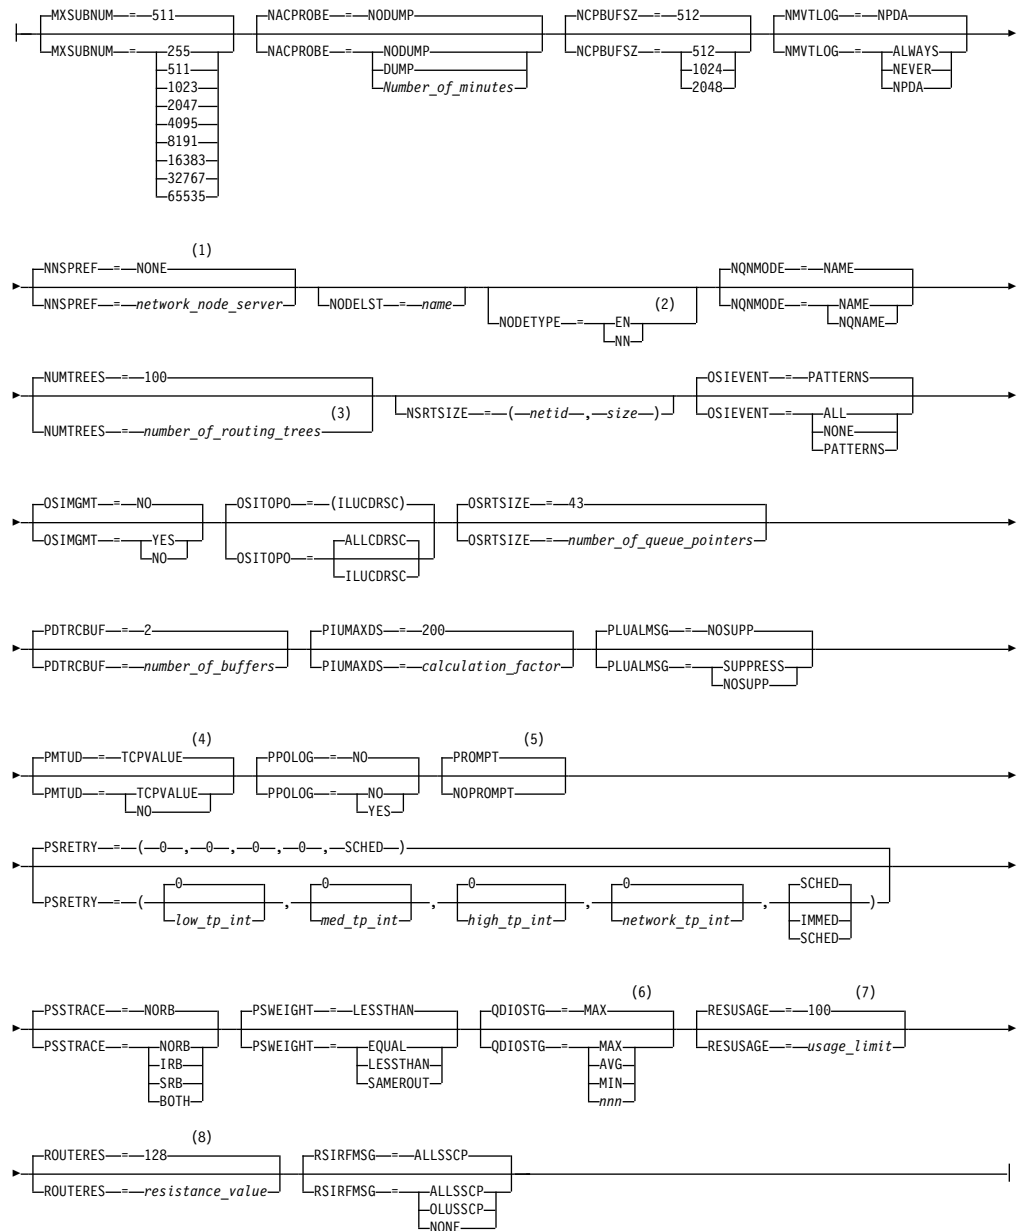 MXSUBNUM = 511 NACPROBE = NODUMP NCPBUFSZ = 512 NMVTLOG = NPDA
MXSUBNUM = 255 NACPROBE = NODUMP NCPBUFSZ = 512 NMVTLOG = ALWAYS
511 DUMP 1024 NEVER
1023 Number_of_minutes 2048 NPDA
2047
4095
8191
16383
32767
65535
(1)
NNSPREF = NONE NQNMODE = NAME
NNSPREF = network_node_server NODELST = name (2) NQNMODE = NAME
NODETYPE = EN NQNAME
NN
NUMTREES = 100 OSIEVENT = PATTERNS
(3) NSRTSIZE = ( netid , size ) OSIEVENT = ALL
NUMTREES = number_of_routing_trees NONE
PATTERNS
OSIMGMT = NO OSITOPO = (ILUCDRSC) OSRTSIZE = 43
OSIMGMT = YES ALLCDRSC OSRTSIZE = number_of_queue_pointers
NO OSITOPO = ILUCDRSC
PDTRCBUF = 2 PIUMAXDS = 200 PLUALMSG = NOSUPP
PDTRCBUF = number_of_buffers PIUMAXDS = calculation_factor PLUALMSG = SUPPRESS
NOSUPP
(4) (5)
PMTUD = TCPVALUE PPOLOG = NO PROMPT
PMTUD = TCPVALUE PPOLOG = NO NOPROMPT
NO YES
PSRETRY = ( 0 , 0 , 0 , 0 , SCHED )
0 0 0 0 SCHED
PSRETRY = ( low_tp_int , med_tp_int , high_tp_int , network_tp_int , IMMED )
SCHED
(6) (7)
PSSTRACE = NORB PSWEIGHT = LESSTHAN QDIOSTG = MAX RESUSAGE = 100
PSSTRACE = NORB PSWEIGHT = EQUAL QDIOSTG = MAX RESUSAGE = usage_limit
IRB LESSTHAN AVG
SRB SAMEROUT MIN
BOTH nnn
(8)
ROUTERES = 128 RSIRFMSG = ALLSSCP
ROUTERES = resistance_value RSIRFMSG = ALLSSCP
OLUSSCP
NONE